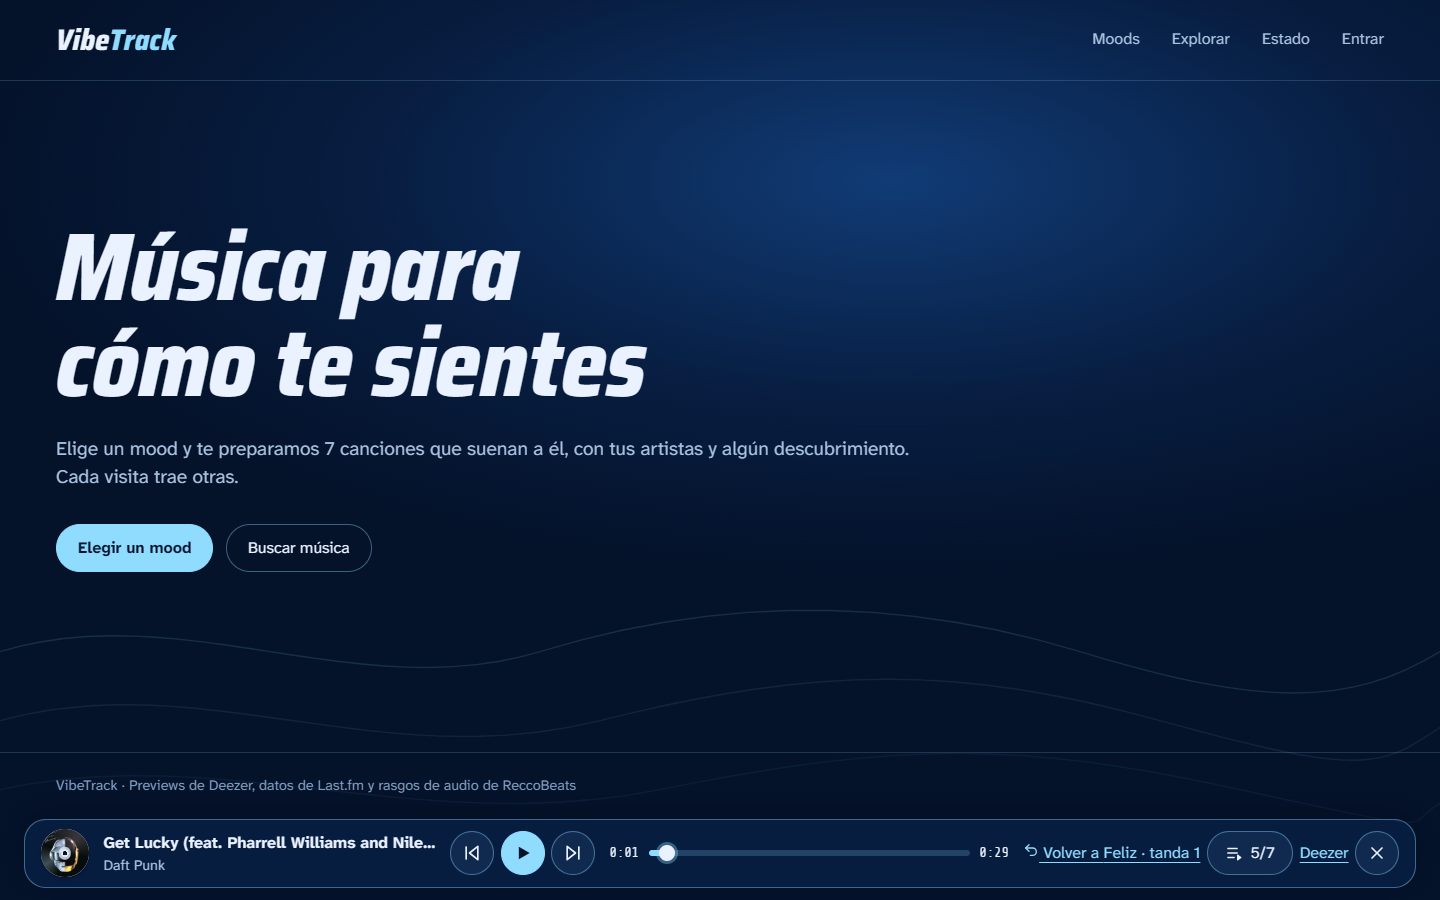 VibeTrack
Moods
Explorar
Estado
Entrar
Música para
cómo te sientes
Elige un mood y te preparamos 7 canciones que suenan a él, con tus artistas y algún descubrimiento.
Cada visita trae otras.
Elegir un mood
Buscar música
VibeTrack · Previews de Deezer, datos de Last.fm y rasgos de audio de ReccoBeats
Get Lucky (feat. Pharrell Williams and Nile...
Daft Punk
0:01
0:29
Volver a Feliz · tanda 1
5/7
Deezer